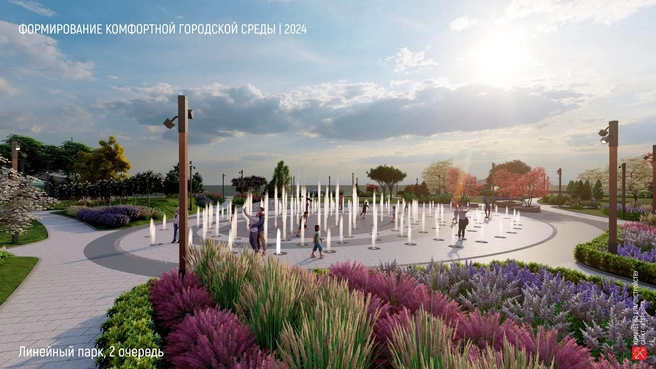 ФОРМИРОВАНИЕ КОМФОРТНОЙ ГОРОДСКОЙ СРЕДЫ | 2024
Линейный парк, 2 очередь